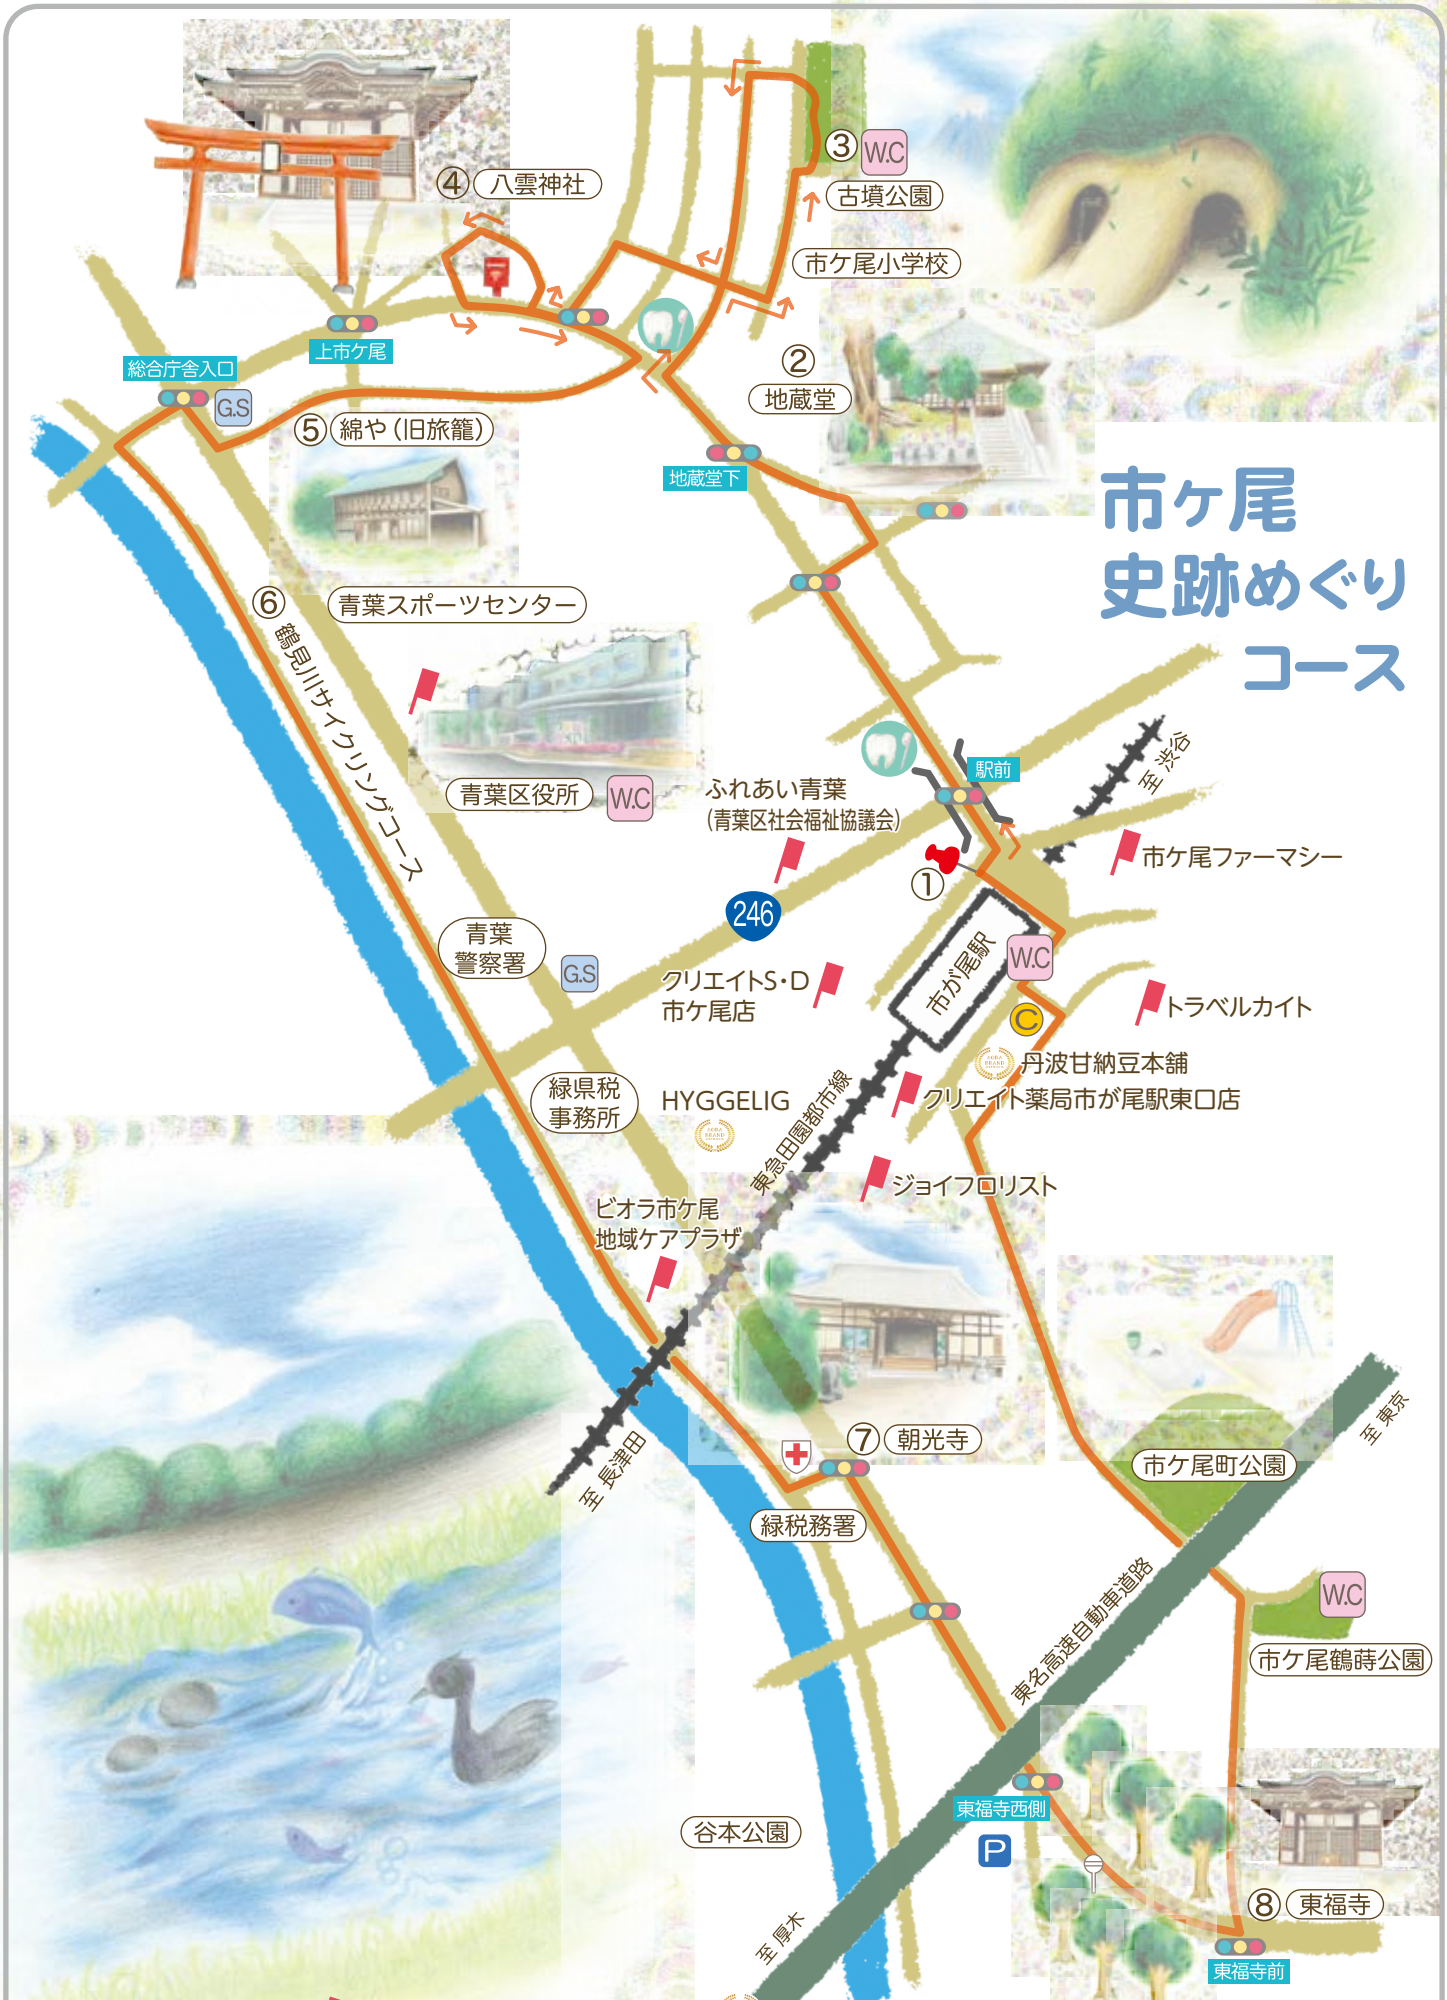 ④ 八雲神社
③ W.C
古墳公園
市ケ尾小学校
上市ケ尾
総合庁舎入口
G.S
②
地蔵堂
⑤ 綿や（旧旅籠）
地蔵堂下
市ヶ尾
史跡めぐり
コース
⑥ 鶴見川サイクリングコース
青葉スポーツセンター
青葉区役所
W.C
ふれあい青葉
（青葉区社会福祉協議会）
駅前
至 渋谷
市ケ尾ファーマシー
①
246
青葉
警察署
G.S
クリエイトS・D
市ケ尾店
市が尾駅
W.C
C
トラベルカイト
丹波甘納豆本舗
クリエイト薬局市が尾駅東口店
緑県税
事務所
HYGGELIG
東急田園都市線
ジョイフロリスト
ビオラ市ケ尾
地域ケアプラザ
至 長津田
⑦ 朝光寺
緑税務署
市ケ尾町公園
至 東京
東名高速自動車道路
W.C
市ケ尾鶴蒔公園
東福寺西側
P
谷本公園
至 厚木
⑧ 東福寺
東福寺前